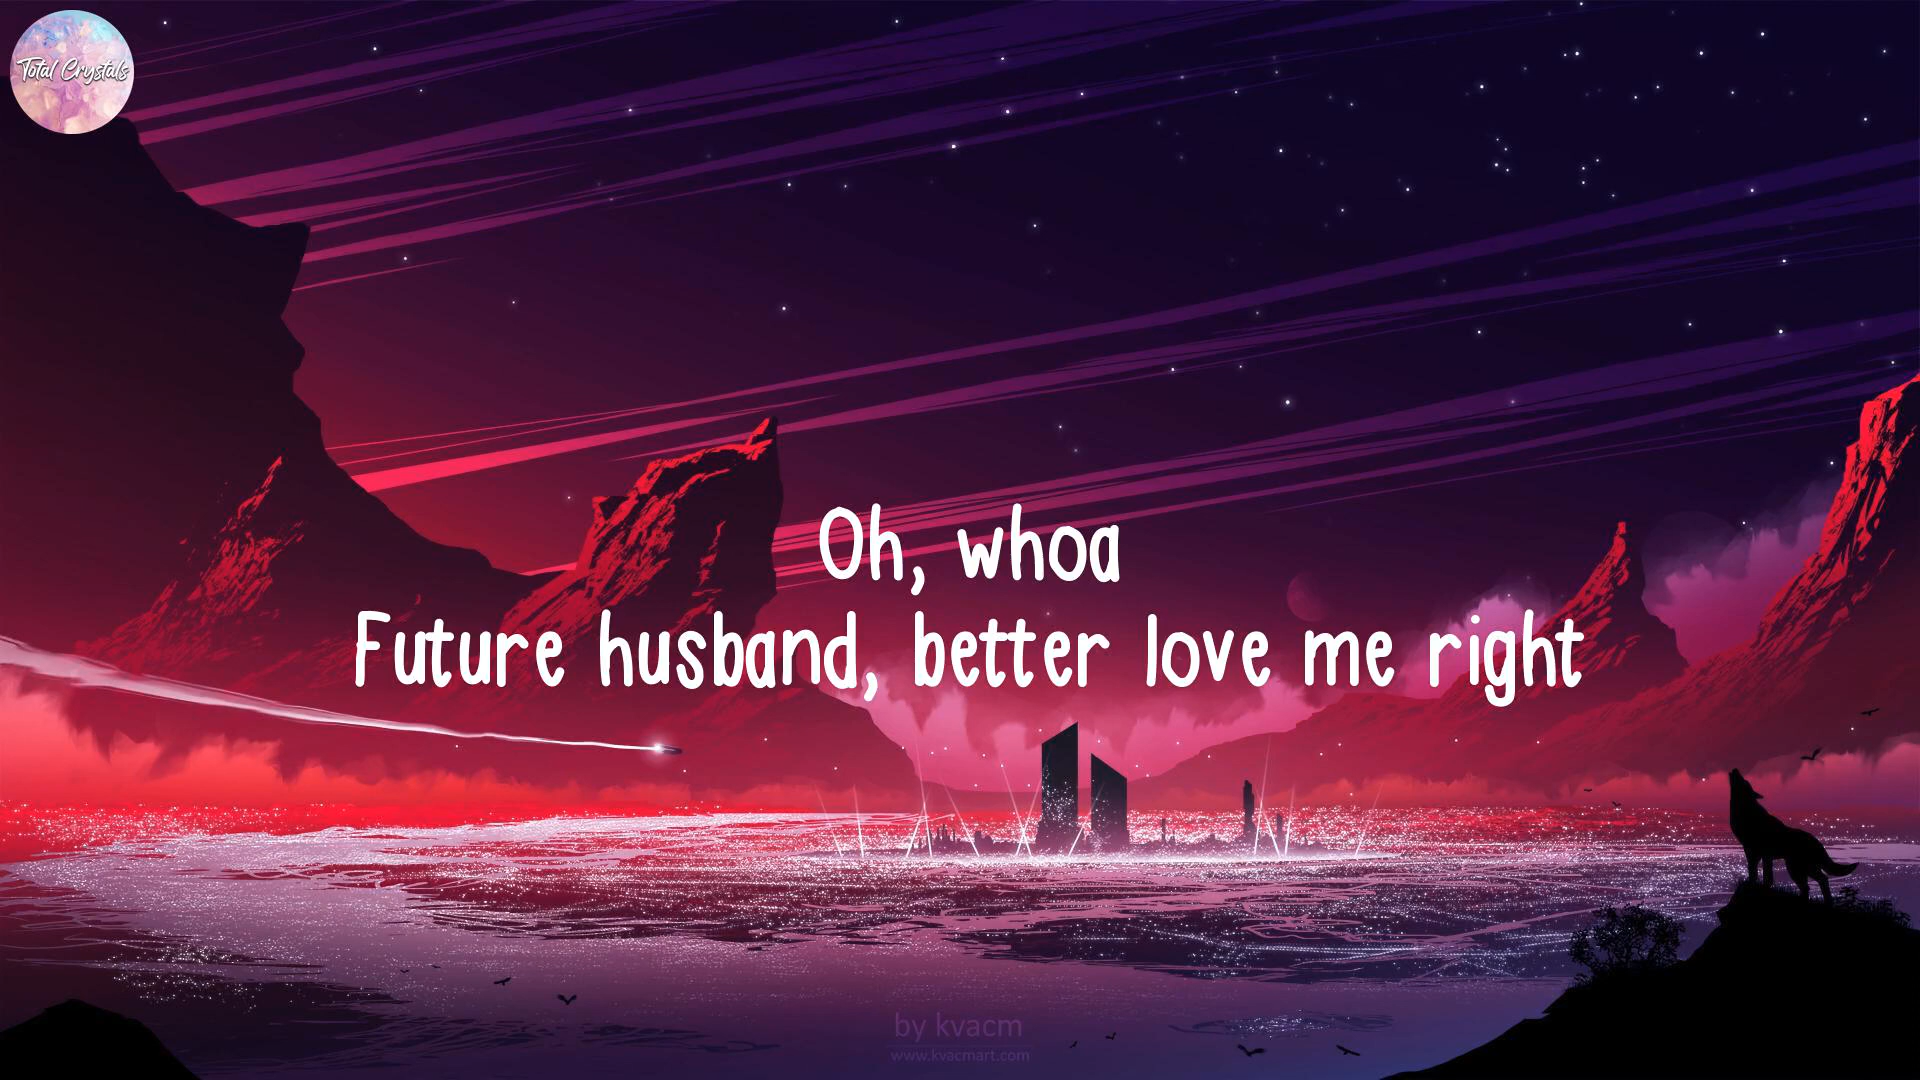 Total Crystals
Oh, whoa
Future husband, better love me right
by kvacm
www.kvacmart.com